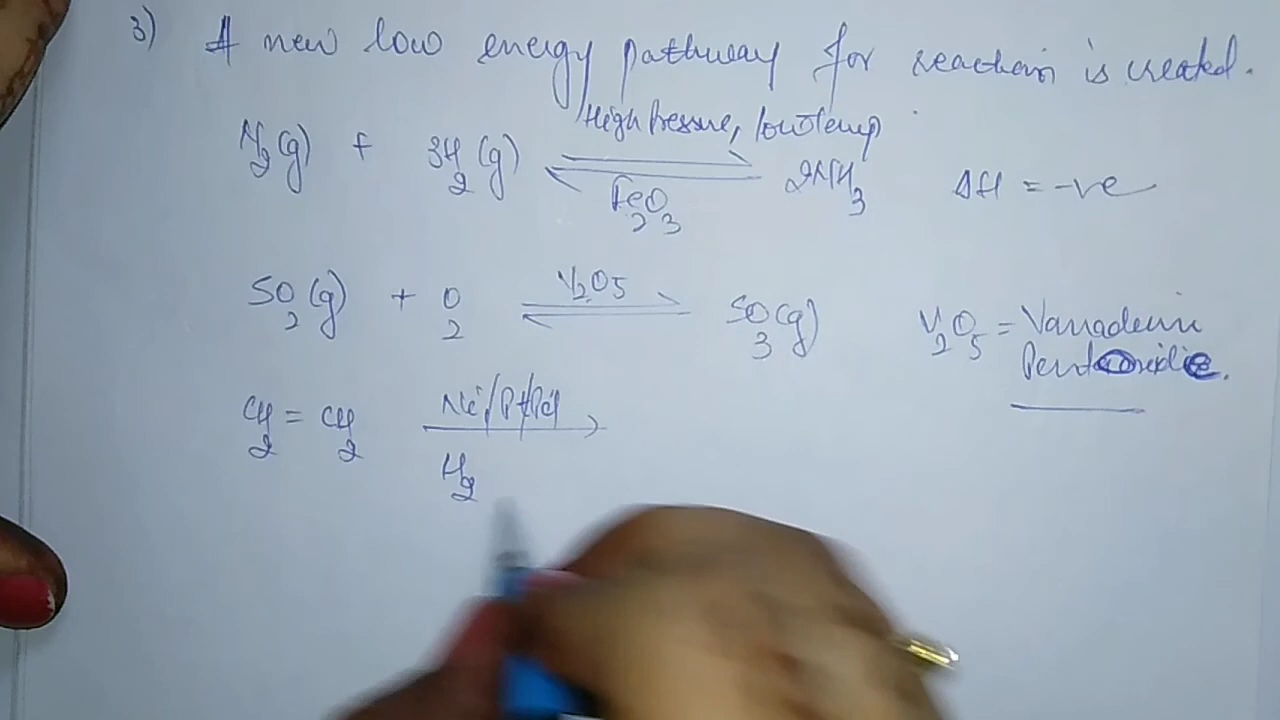 3) A new low energy pathway for reaction is created.
High Pressure, low Temp
N2(g) + 3H2(g) ⇌ 2NH3 ΔH = -ve
Fe2O3
V2O5
SO2(g) + O2 ⇌ SO3(g) V2O5 = Vanadium
Pentoxide.
Ni/Pt/Pd
CH2 = CH2 →
H2